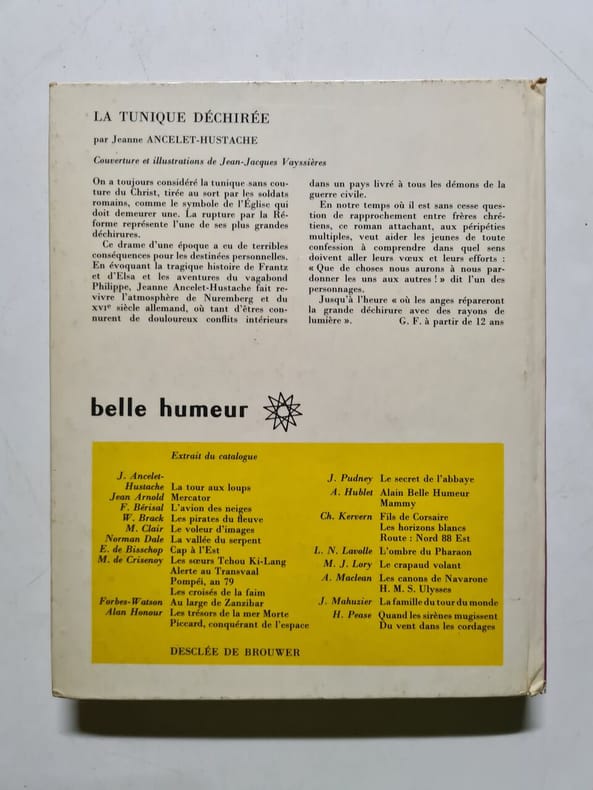 LA TUNIQUE DÉCHIRÉE
par Jeanne ANCELET-HUSTACHE
Couverture et illustrations de Jean-Jacques Vayssières
On a toujours considéré la tunique sans cou-
ture du Christ, tirée au sort par les soldats
romains, comme le symbole de l'Église qui
doit demeurer une. La rupture par la Ré-
forme représente l'une de ses plus grandes
déchirures.
Ce drame d'une époque a eu de terribles
conséquences pour les destinées personnelles.
En évoquant la tragique histoire de Frantz
et d'Elsa et les aventures du vagabond
Philippe, Jeanne Ancelet-Hustache fait re-
vivre l'atmosphère de Nuremberg et du
XVIe siècle allemand, où tant d'êtres con-
nurent de douloureux conflits intérieurs
dans un pays livré à tous les démons de la
guerre civile.
En notre temps où il est sans cesse ques-
tion de rapprochement entre frères chré-
tiens, ce roman attachant, aux péripéties
multiples, veut aider les jeunes de toute
confession à comprendre dans quel sens
doivent aller leurs vœux et leurs efforts :
« Que de choses nous aurons à nous par-
donner les uns aux autres ! » dit l'un des
personnages.
Jusqu'à l'heure « où les anges répareront
la grande déchirure avec des rayons de
lumière ». G. F. à partir de 12 ans
belle humeur
Extrait du catalogue
J. Ancelet-
Hustache La tour aux loups
Jean Arnold Mercator
F. Bérisal L'avion des neiges
W. Brack Les pirates du fleuve
M. Clair Le voleur d'images
Norman Dale La vallée du serpent
E. de Bisschop Cap à l'Est
M. de Crisenoy Les sœurs Tchou Ki-Lang
Alerte au Transvaal
Pompéi, an 79
Les croisés de la faim
Forbes-Watson Au large de Zanzibar
Alan Honour Les trésors de la mer Morte
Piccard, conquérant de l'espace
J. Pudney Le secret de l'abbaye
A. Hublet Alain Belle Humeur
Mammy
Ch. Kervern Fils de Corsaire
Les horizons blancs
Route : Nord 88 Est
L. N. Lavolle L'ombre du Pharaon
M. J. Lory Le crapaud volant
A. Maclean Les canons de Navarone
H. M. S. Ulysses
J. Mahuzier La famille du tour du monde
H. Pease Quand les sirènes mugissent
Du vent dans les cordages
DESCLÉE DE BROUWER